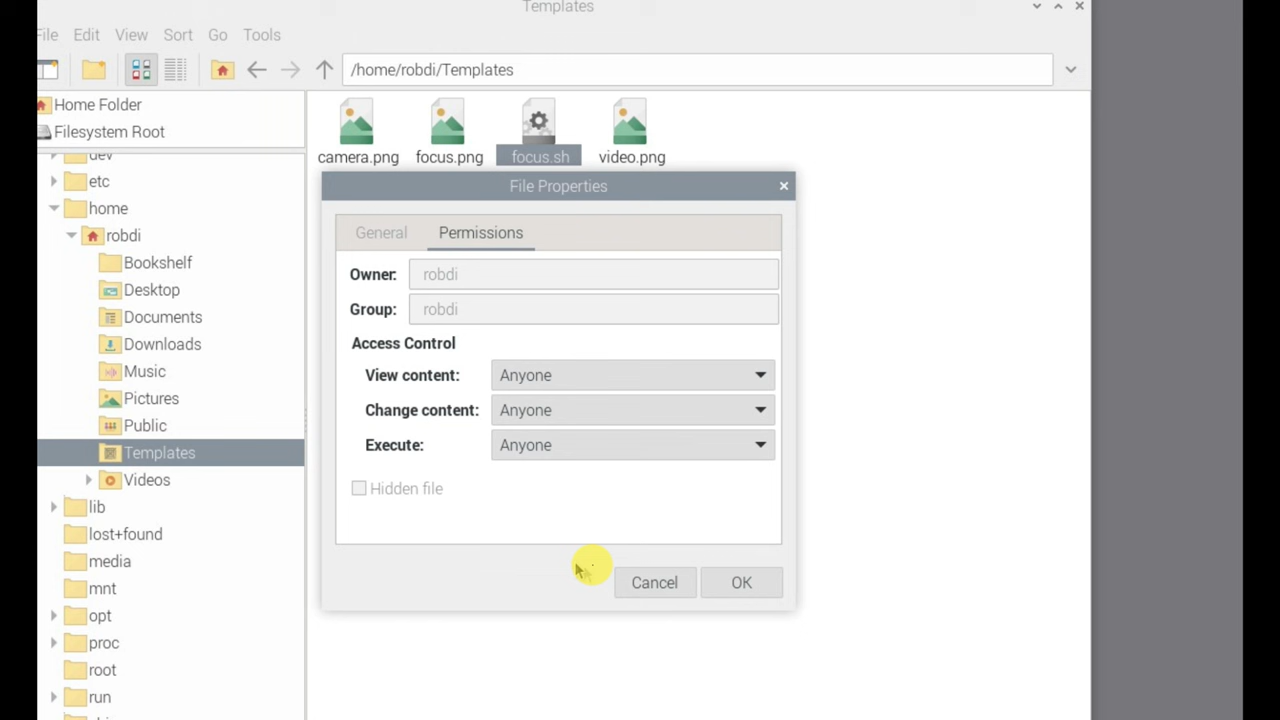 Templates
File Edit View Sort Go Tools
/home/robdi/Templates
Home Folder
Filesystem Root
dev
etc
home
robdi
Bookshelf
Desktop
Documents
Downloads
Music
Pictures
Public
Templates
Videos
lib
lost+found
media
mnt
opt
proc
root
run
camera.png focus.png focus.sh video.png
File Properties
General Permissions
Owner: robdi
Group: robdi
Access Control
View content: Anyone
Change content: Anyone
Execute: Anyone
Hidden file
Cancel OK